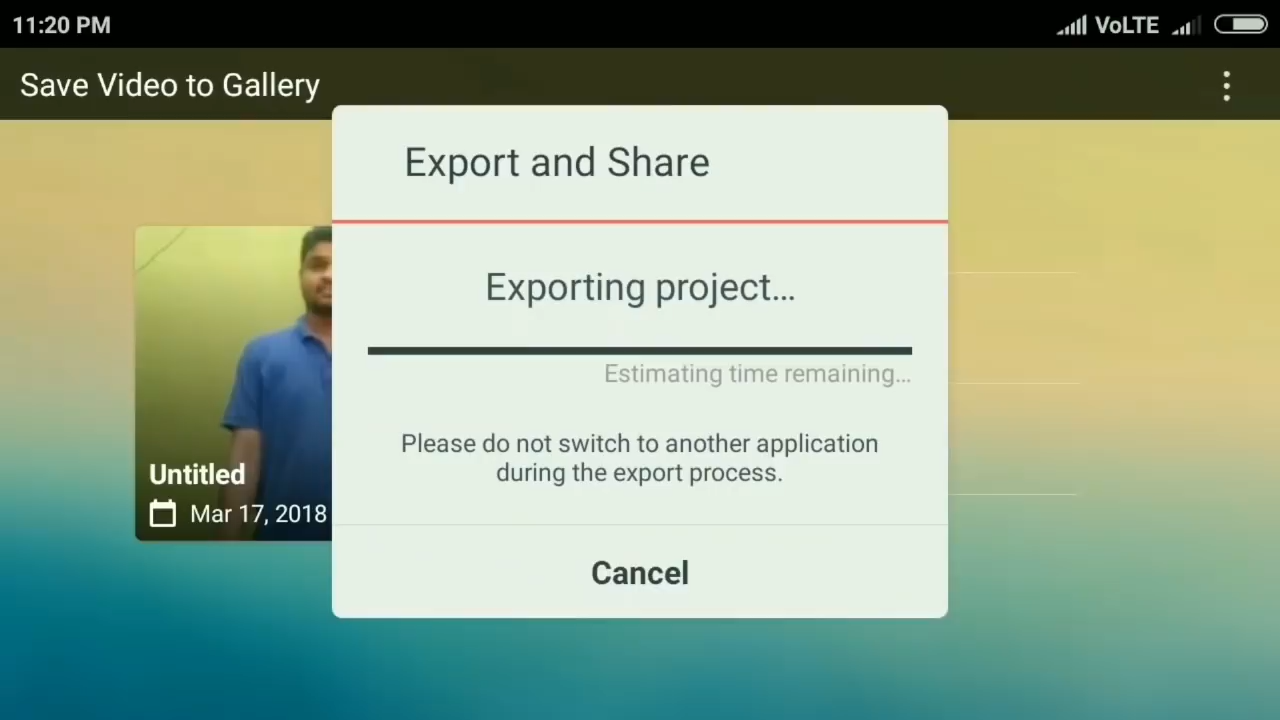 11:20 PM
VoLTE
Save Video to Gallery
Export and Share
Exporting project...
Estimating time remaining...
Please do not switch to another application
during the export process.
Untitled
Mar 17, 2018
Cancel